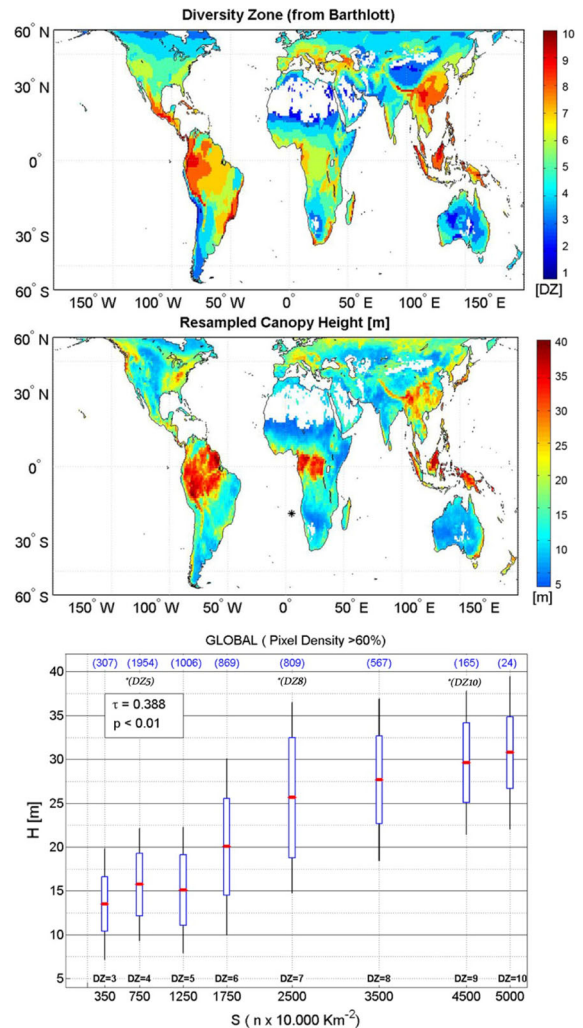 Diversity Zone (from Barthlott)
60° N
30° N
0°
30° S
60° S
150° W 100° W 50° W 0° 50° E 100° E 150° E
10
9
8
7
6
5
4
3
2
1
[DZ]
Resampled Canopy Height [m]
60° N
30° N
0°
30° S
60° S
150° W 100° W 50° W 0° 50° E 100° E 150° E
40
35
30
25
20
15
10
5
[m]
GLOBAL ( Pixel Density >60%)
(307) (1954) (1006) (869) (809) (567) (165) (24)
*(DZ5) *(DZ8) *(DZ10)
τ = 0.388
p < 0.01
H [m]
40
35
30
25
20
15
10
5
DZ=3 DZ=4 DZ=5 DZ=6 DZ=7 DZ=8 DZ=9 DZ=10
350 750 1250 1750 2500 3500 4500 5000
S ( n x 10.000 Km⁻²)